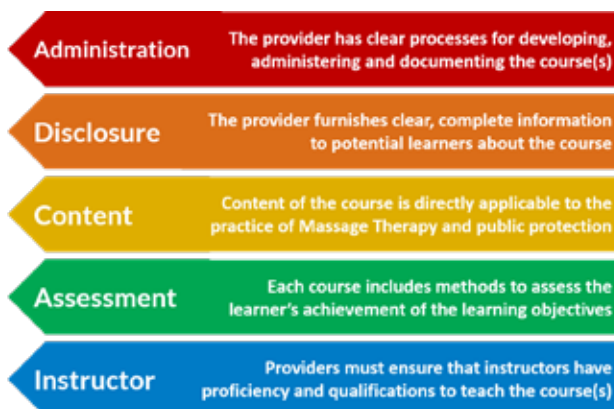 Administration
The provider has clear processes for developing,
administering and documenting the course(s)
Disclosure
The provider furnishes clear, complete information
to potential learners about the course
Content
Content of the course is directly applicable to the
practice of Massage Therapy and public protection
Assessment
Each course includes methods to assess the
learner's achievement of the learning objectives
Instructor
Providers must ensure that instructors have
proficiency and qualifications to teach the course(s)